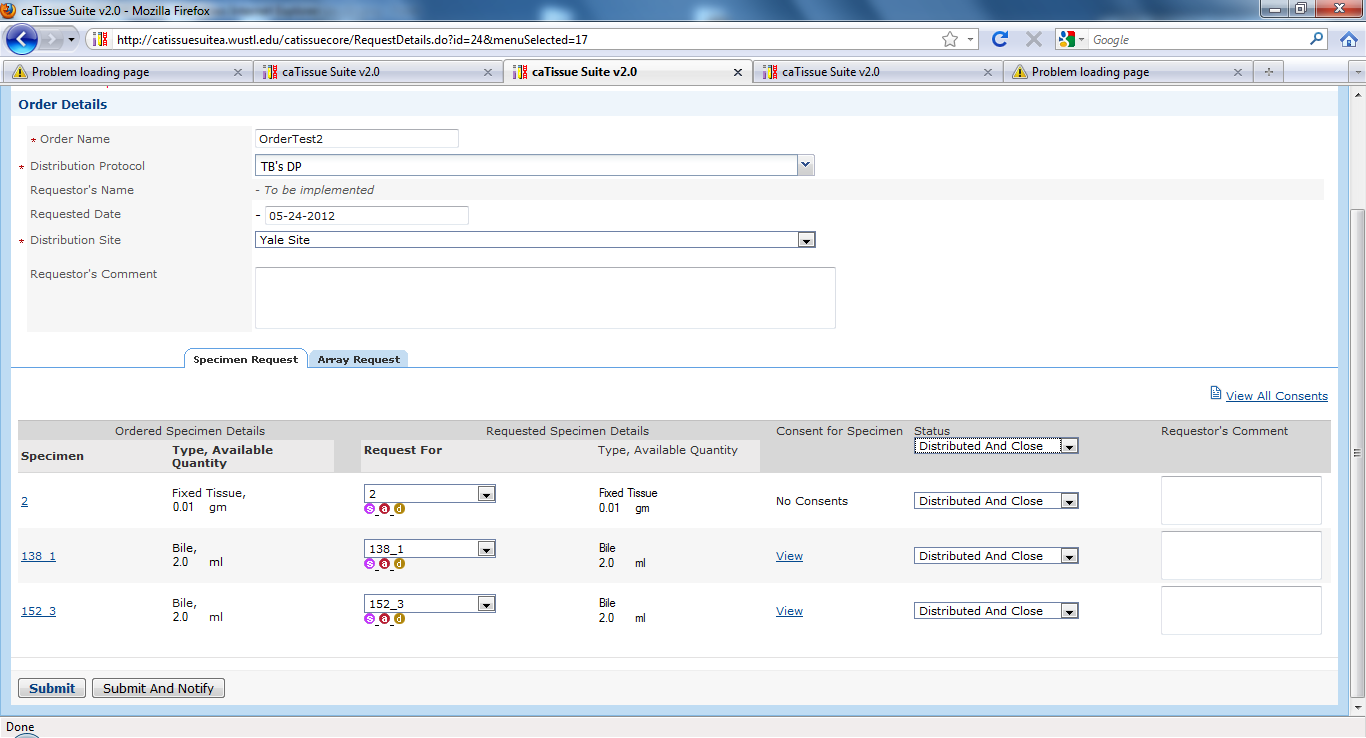 caTissue Suite v2.0 - Mozilla Firefox
http://catissuesuitea.wustl.edu/catissuecore/RequestDetails.do?id=24&menuSelected=17
Google
Problem loading page
caTissue Suite v2.0
caTissue Suite v2.0
caTissue Suite v2.0
Problem loading page
Order Details
* Order Name OrderTest2
* Distribution Protocol TB's DP
Requestor's Name - To be implemented
Requested Date - 05-24-2012
* Distribution Site Yale Site
Requestor's Comment
Specimen Request Array Request
View All Consents
Ordered Specimen Details Requested Specimen Details Consent for Specimen Status Requestor's Comment
Distributed And Close
Specimen Type, Available Quantity Request For Type, Available Quantity
2 Fixed Tissue, 0.01 gm 2 Fixed Tissue 0.01 gm No Consents Distributed And Close
s a d
138_1 Bile, 2.0 ml 138_1 Bile 2.0 ml View Distributed And Close
s a d
152_3 Bile, 2.0 ml 152_3 Bile 2.0 ml View Distributed And Close
s a d
Submit Submit And Notify
Done